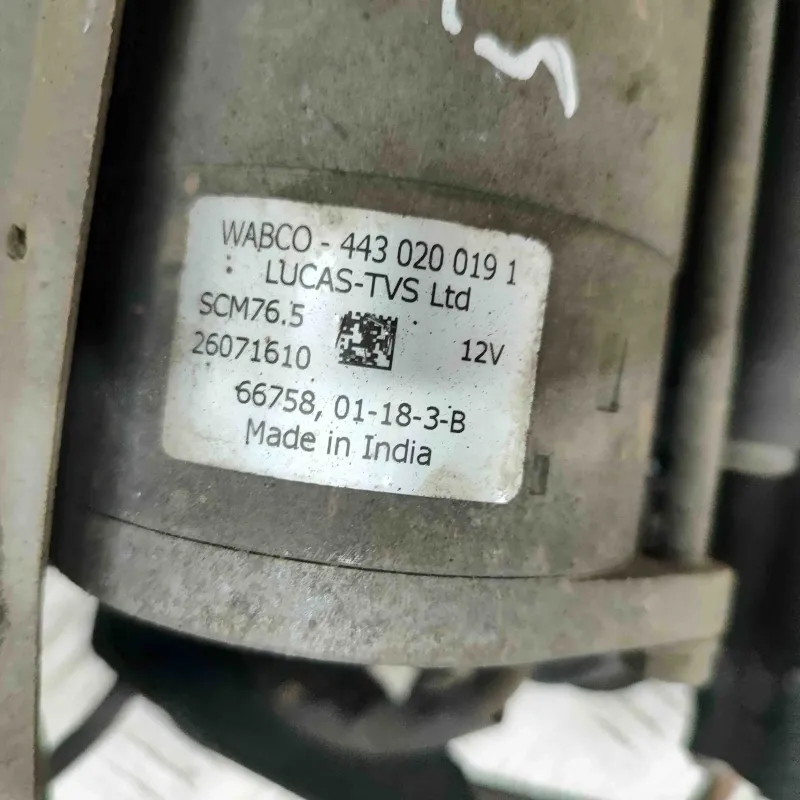 WABCO - 443 020 019 1
LUCAS-TVS Ltd
SCM76.5
26071610
12V
66758, 01-18-3-B
Made in India